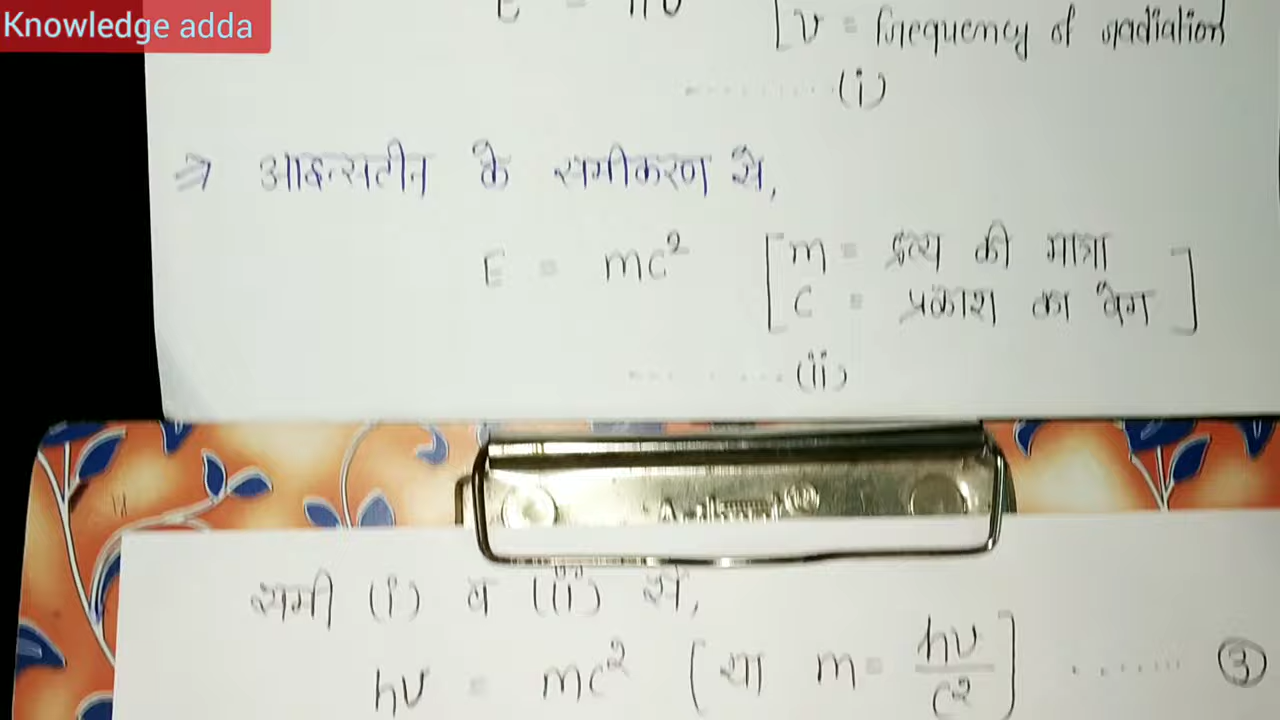 Knowledge adda
E = hν
[ν = frequency of radiation
.......... (i)
⇒ आइन्सटीन के समीकरण से,
E = mc² [m = द्रव्य की मात्रा
c = प्रकाश का वेग]
.......... (ii)
समी (i) व (ii) से,
hν = mc² [या m = hν/c²] ....... ③